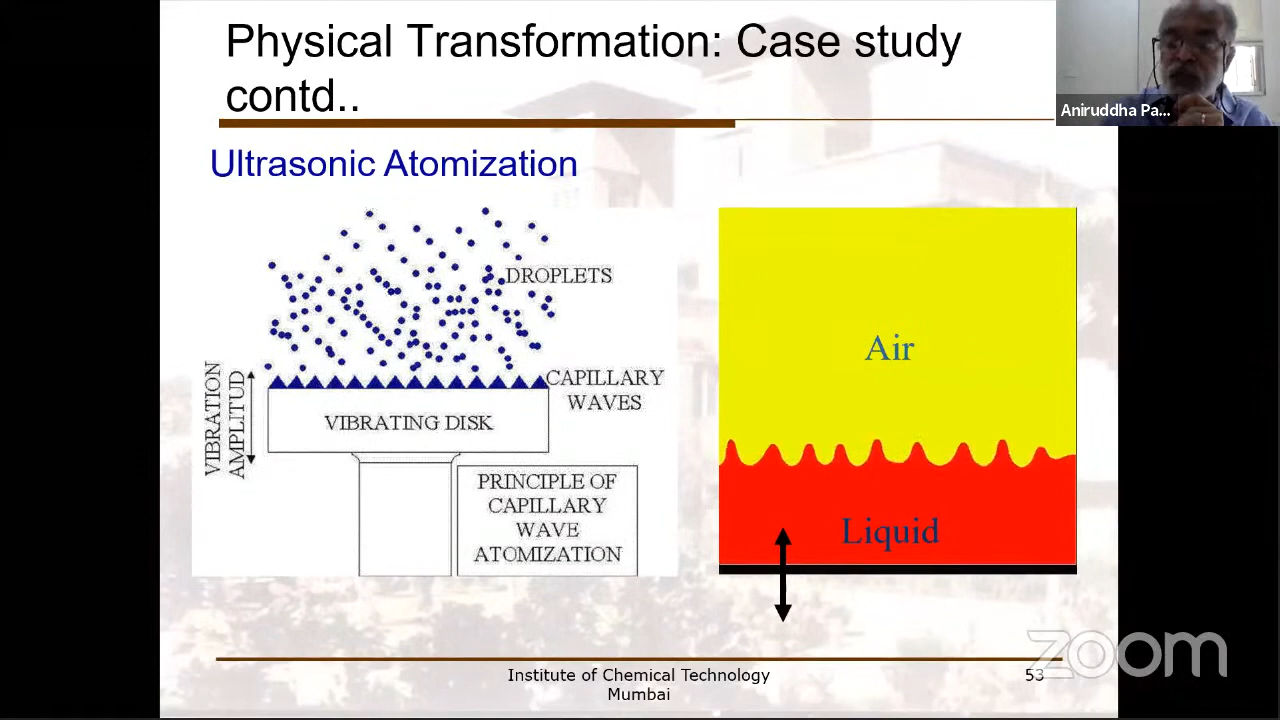 Physical Transformation: Case study
contd..
Aniruddha Pa...
Ultrasonic Atomization
DROPLETS
CAPILLARY
WAVES
VIBRATION
AMPLITUD
VIBRATING DISK
PRINCIPLE OF
CAPILLARY
WAVE
ATOMIZATION
Air
Liquid
zoom
Institute of Chemical Technology
Mumbai
53